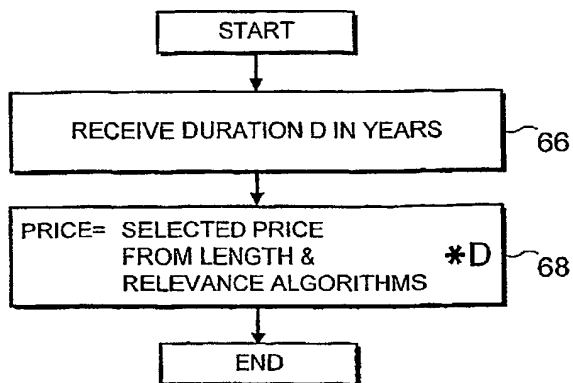 START
RECEIVE DURATION D IN YEARS
66
PRICE= SELECTED PRICE
FROM LENGTH & *D
RELEVANCE ALGORITHMS
68
END